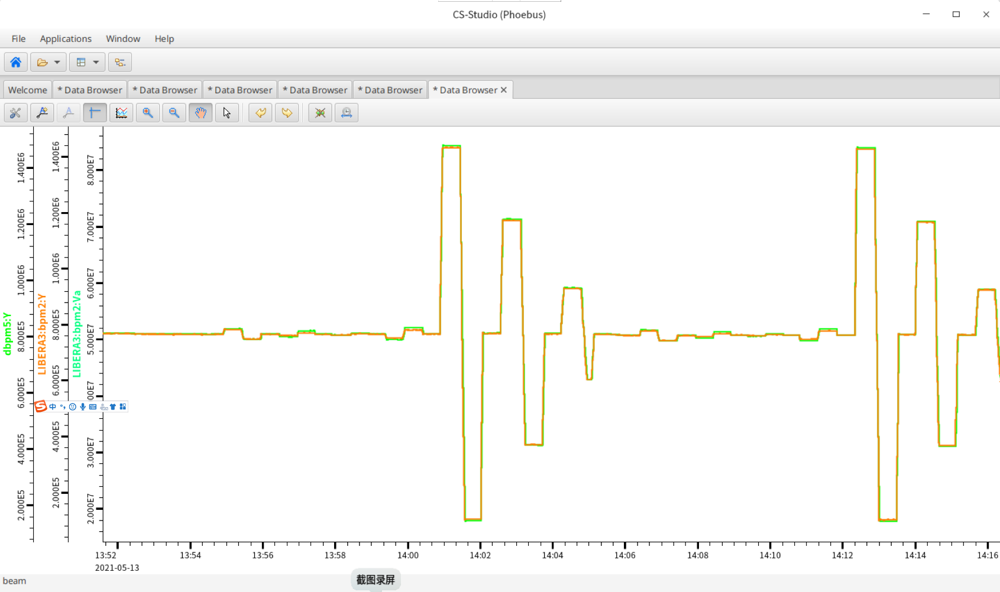 CS-Studio (Phoebus)
File Applications Window Help
Welcome * Data Browser * Data Browser * Data Browser * Data Browser * Data Browser * Data Browser
dbpm5:Y
1.400E6
1.200E6
1.000E6
8.000E5
6.000E5
4.000E5
2.000E5
LIBERA3:bpm2:Y
1.400E6
1.200E6
1.000E6
8.000E5
6.000E5
4.000E5
2.000E5
LIBERA3:bpm2:Va
8.000E7
7.000E7
6.000E7
5.000E7
00E7
3.000E7
2.000E7
中
13:52 13:54 13:56 13:58 14:00 14:02 14:04 14:06 14:08 14:10 14:12 14:14 14:16
2021-05-13
beam
截图录屏